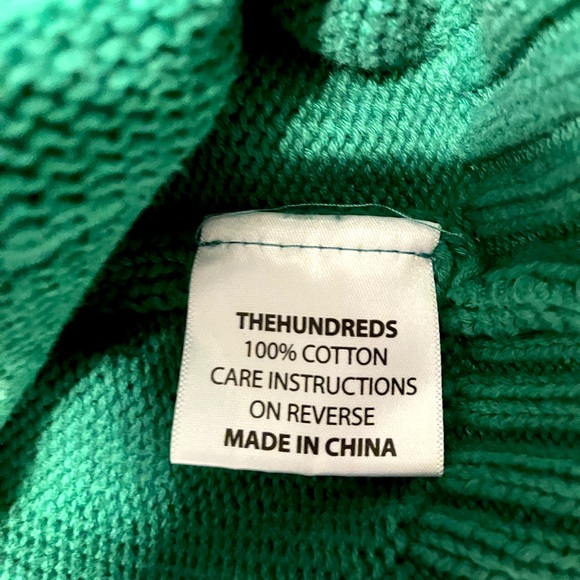 THEHUNDREDS
100% COTTON
CARE INSTRUCTIONS
ON REVERSE
MADE IN CHINA